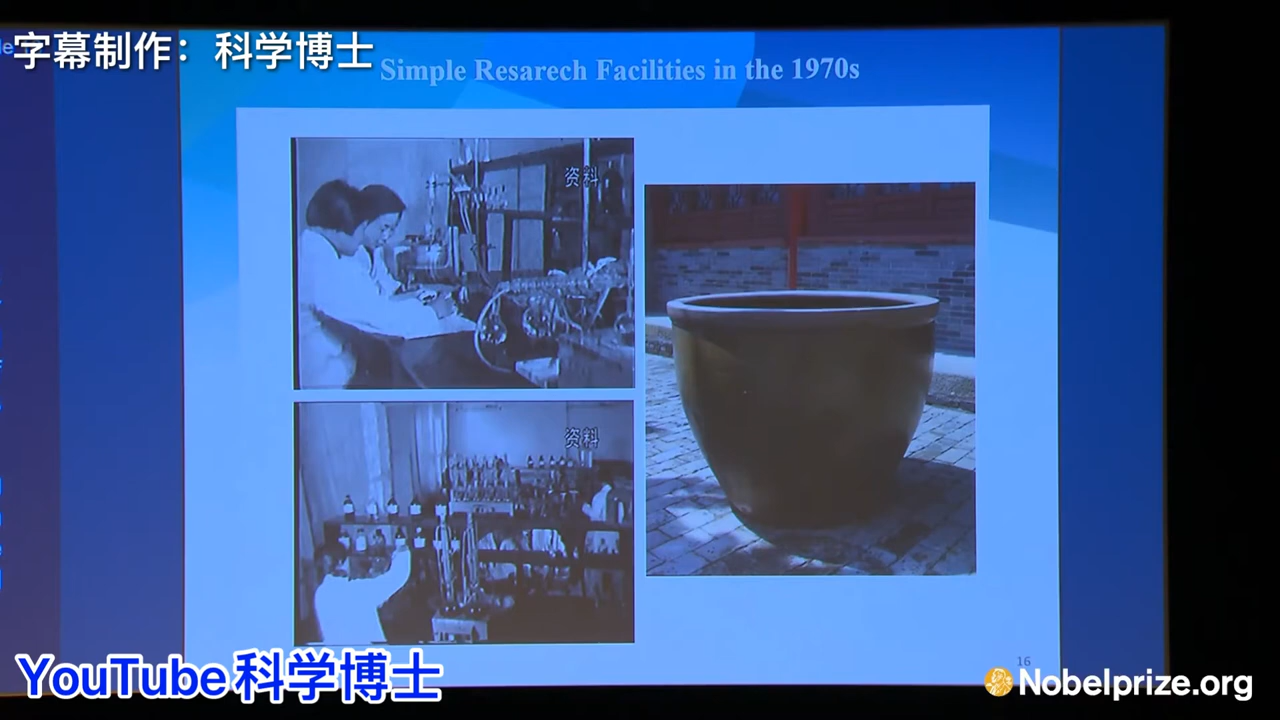 字幕制作：科学博士
Simple Resarech Facilities in the 1970s
资料
资料
16
YouTube科学博士
Nobelprize.org